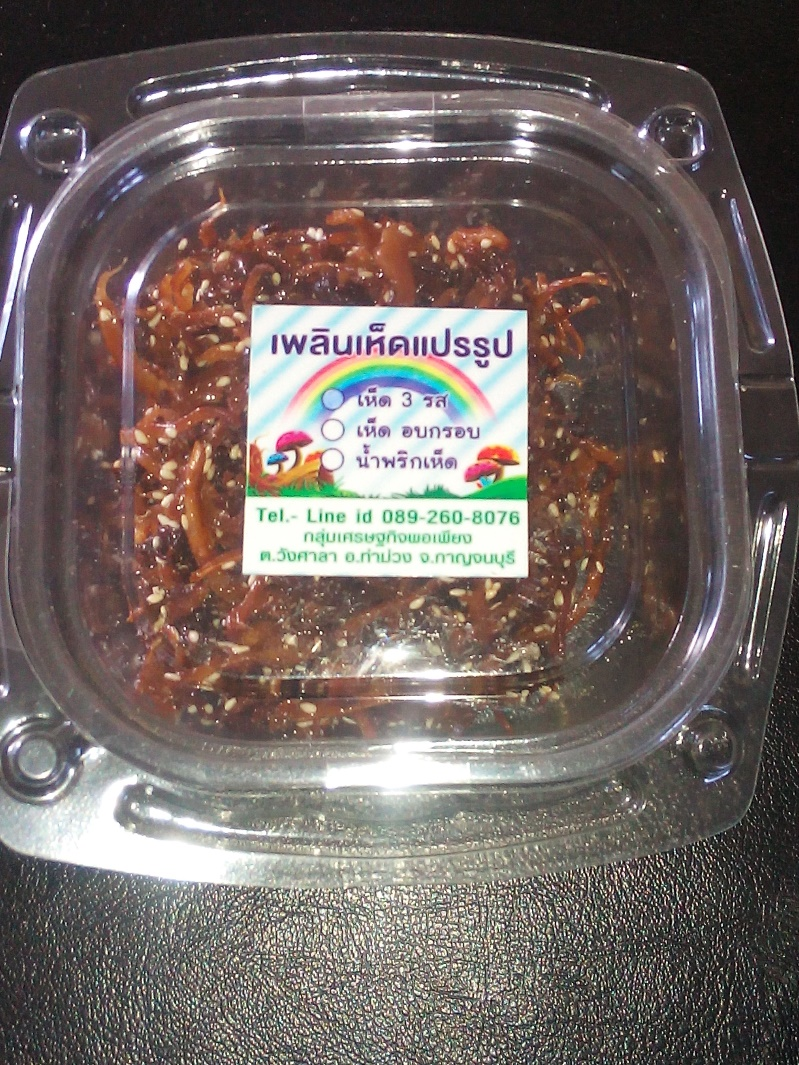 เพลินเห็ดแปรรูป
เห็ด 3 รส
เห็ด อบกรอบ
น้ำพริกเห็ด
Tel.- Line id 089-260-8076
กลุ่มเศรษฐกิจพอเพียง
ต.วังศาลา อ.ท่าม่วง จ.กาญจนบุรี